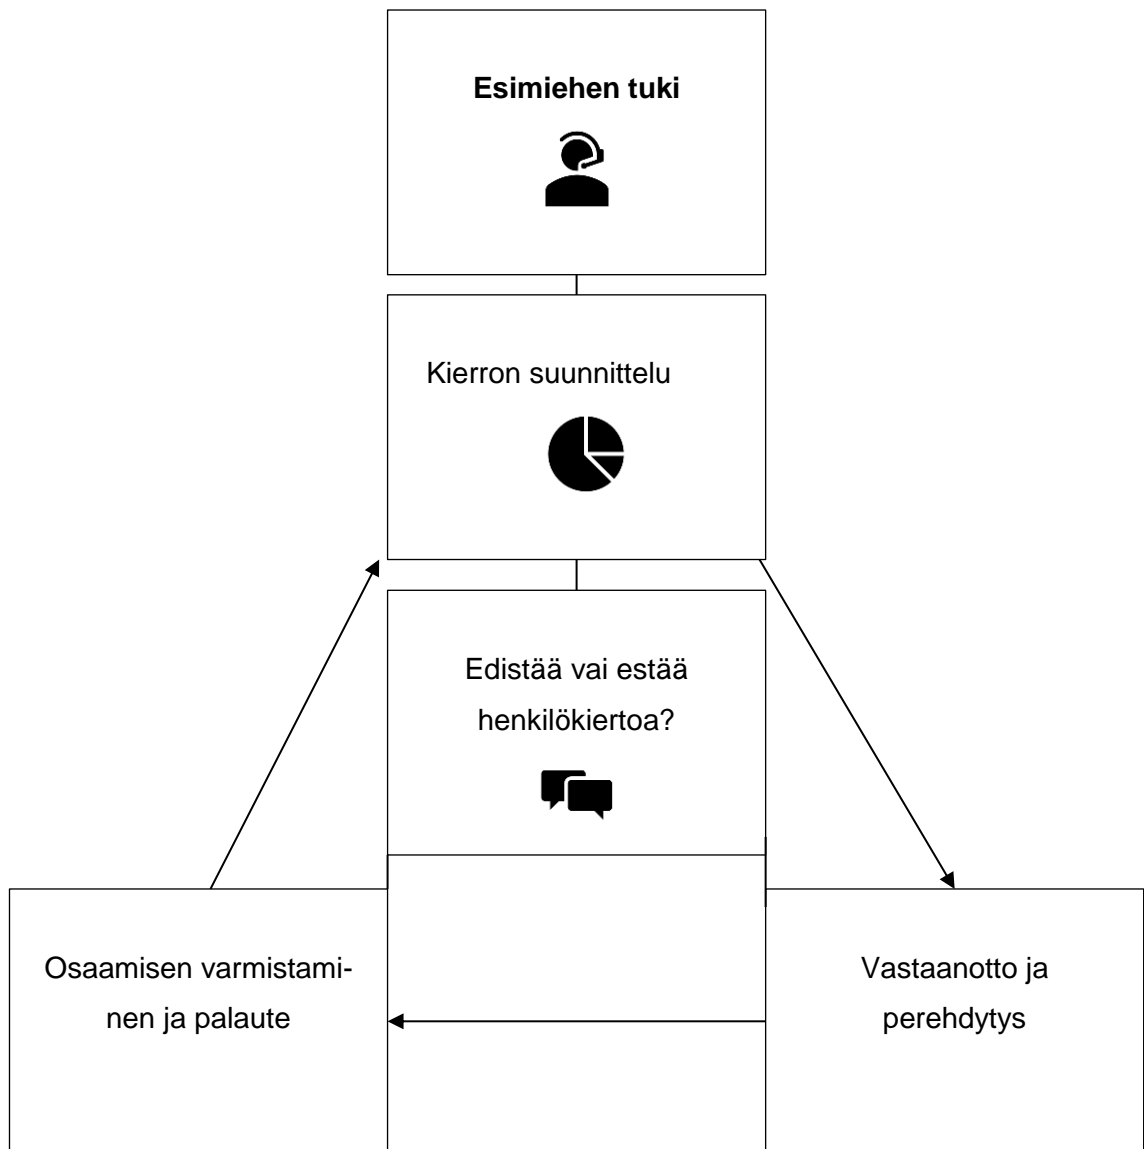 Esimiehen tuki
Kierron suunnittelu
Edistää vai estää
henkilökiertoa?
Osaamisen varmistami-
nen ja palaute
Vastaanotto ja
perehdytys